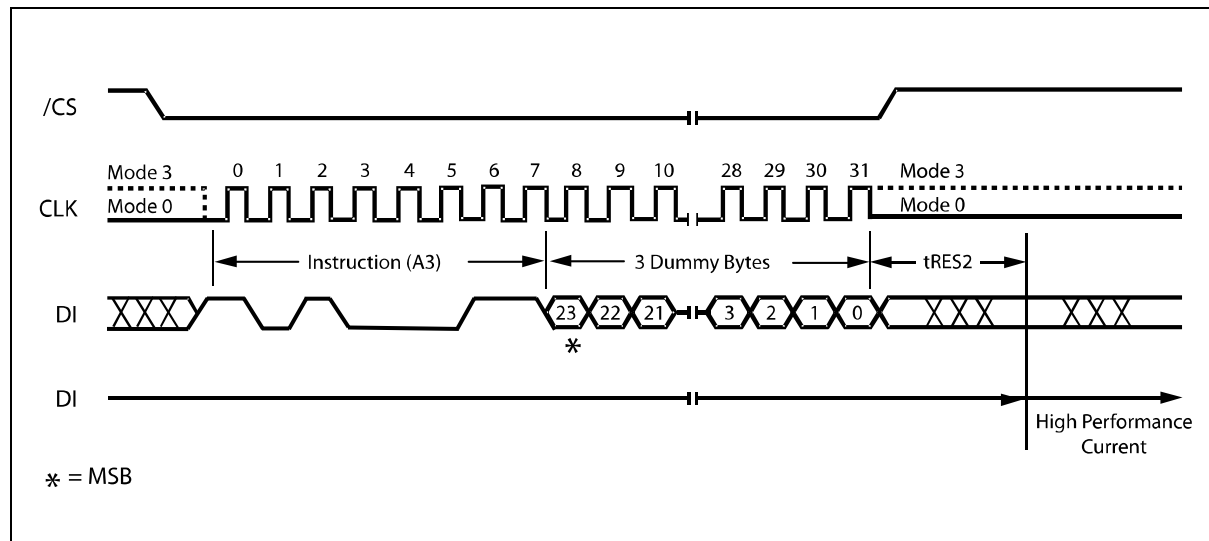 /CS
Mode 3 0 1 2 3 4 5 6 7 8 9 10 28 29 30 31 Mode 3
CLK Mode 0 Mode 0
Instruction (A3) 3 Dummy Bytes tRES2
DI 23 22 21 3 2 1 0
*
DI
High Performance
Current
* = MSB